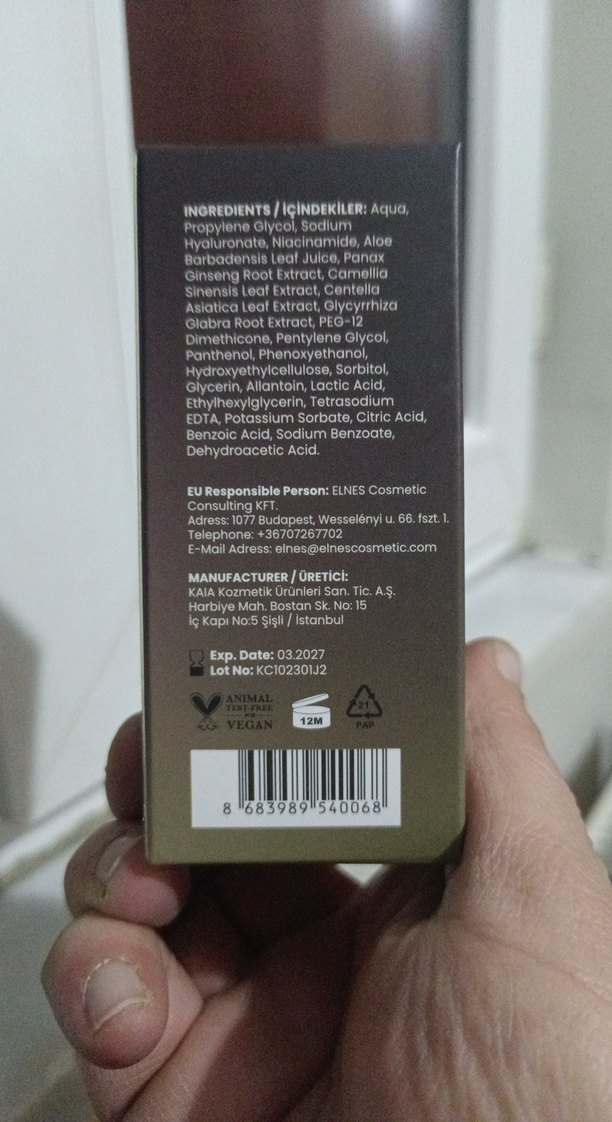 INGREDIENTS / İÇİNDEKİLER: Aqua,
Propylene Glycol, Sodium
Hyaluronate, Niacinamide, Aloe
Barbadensis Leaf Juice, Panax
Ginseng Root Extract, Camellia
Sinensis Leaf Extract, Centella
Asiatica Leaf Extract, Glycyrrhiza
Glabra Root Extract, PEG-12
Dimethicone, Pentylene Glycol,
Panthenol, Phenoxyethanol,
Hydroxyethylcellulose, Sorbitol,
Glycerin, Allantoin, Lactic Acid,
Ethylhexylglycerin, Tetrasodium
EDTA, Potassium Sorbate, Citric Acid,
Benzoic Acid, Sodium Benzoate,
Dehydroacetic Acid.
EU Responsible Person: ELNES Cosmetic
Consulting KFT.
Adress: 1077 Budapest, Wesselényi u. 66. fszt. 1.
Telephone: +36707267702
E-Mail Adress: elnes@elnescosmetic.com
MANUFACTURER / ÜRETİCİ:
KAIA Kozmetik Ürünleri San. Tic. A.Ş.
Harbiye Mah. Bostan Sk. No: 15
İç Kapı No:5 Şişli / İstanbul
Exp. Date: 03.2027
Lot No: KC102301J2
ANIMAL
TEST-FREE
VEGAN
12M
21
PAP
8 683989 540068